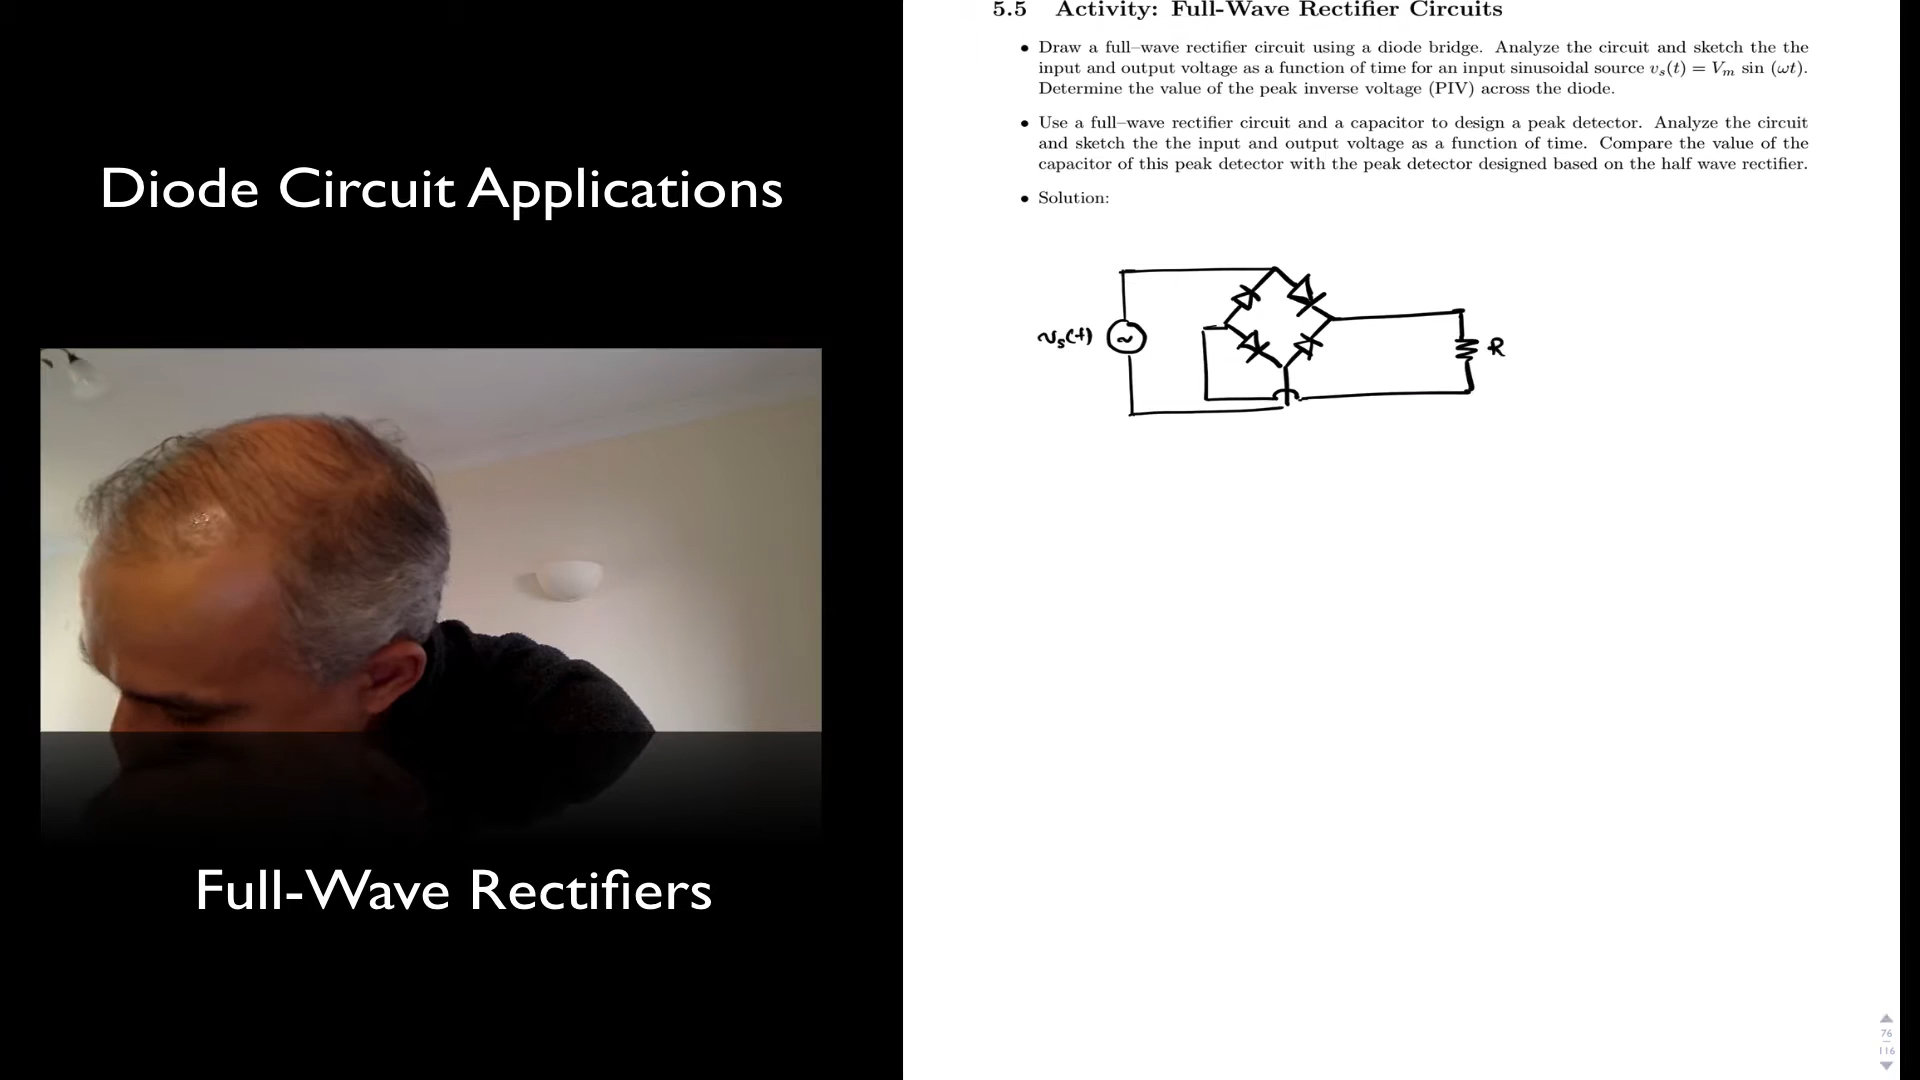 Diode Circuit Applications
Full-Wave Rectifiers
5.5 Activity: Full-Wave Rectifier Circuits
• Draw a full–wave rectifier circuit using a diode bridge. Analyze the circuit and sketch the the
input and output voltage as a function of time for an input sinusoidal source vₛ(t) = Vₘ sin (ωt).
Determine the value of the peak inverse voltage (PIV) across the diode.
• Use a full–wave rectifier circuit and a capacitor to design a peak detector. Analyze the circuit
and sketch the the input and output voltage as a function of time. Compare the value of the
capacitor of this peak detector with the peak detector designed based on the half wave rectifier.
• Solution:
vₛ(t)
~
R
76
116